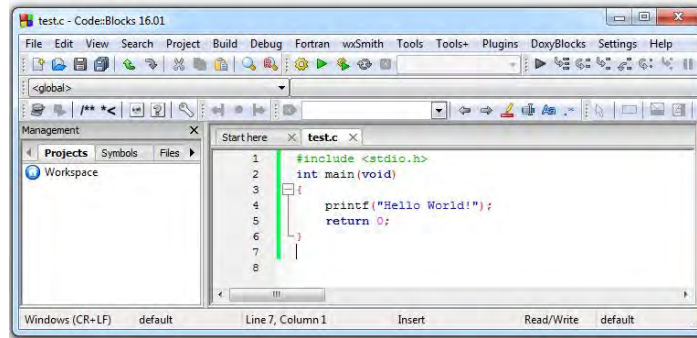 test.c - Code::Blocks 16.01
File Edit View Search Project Build Debug Fortran wxSmith Tools Tools+ Plugins DoxyBlocks Settings Help
<global>
/** *<
Management
Start here test.c
Projects Symbols Files
Workspace
1 #include <stdio.h>
2 int main(void)
3 {
4 printf("Hello World!");
5 return 0;
6 }
7
8
Windows (CR+LF) default Line 7, Column 1 Insert Read/Write default